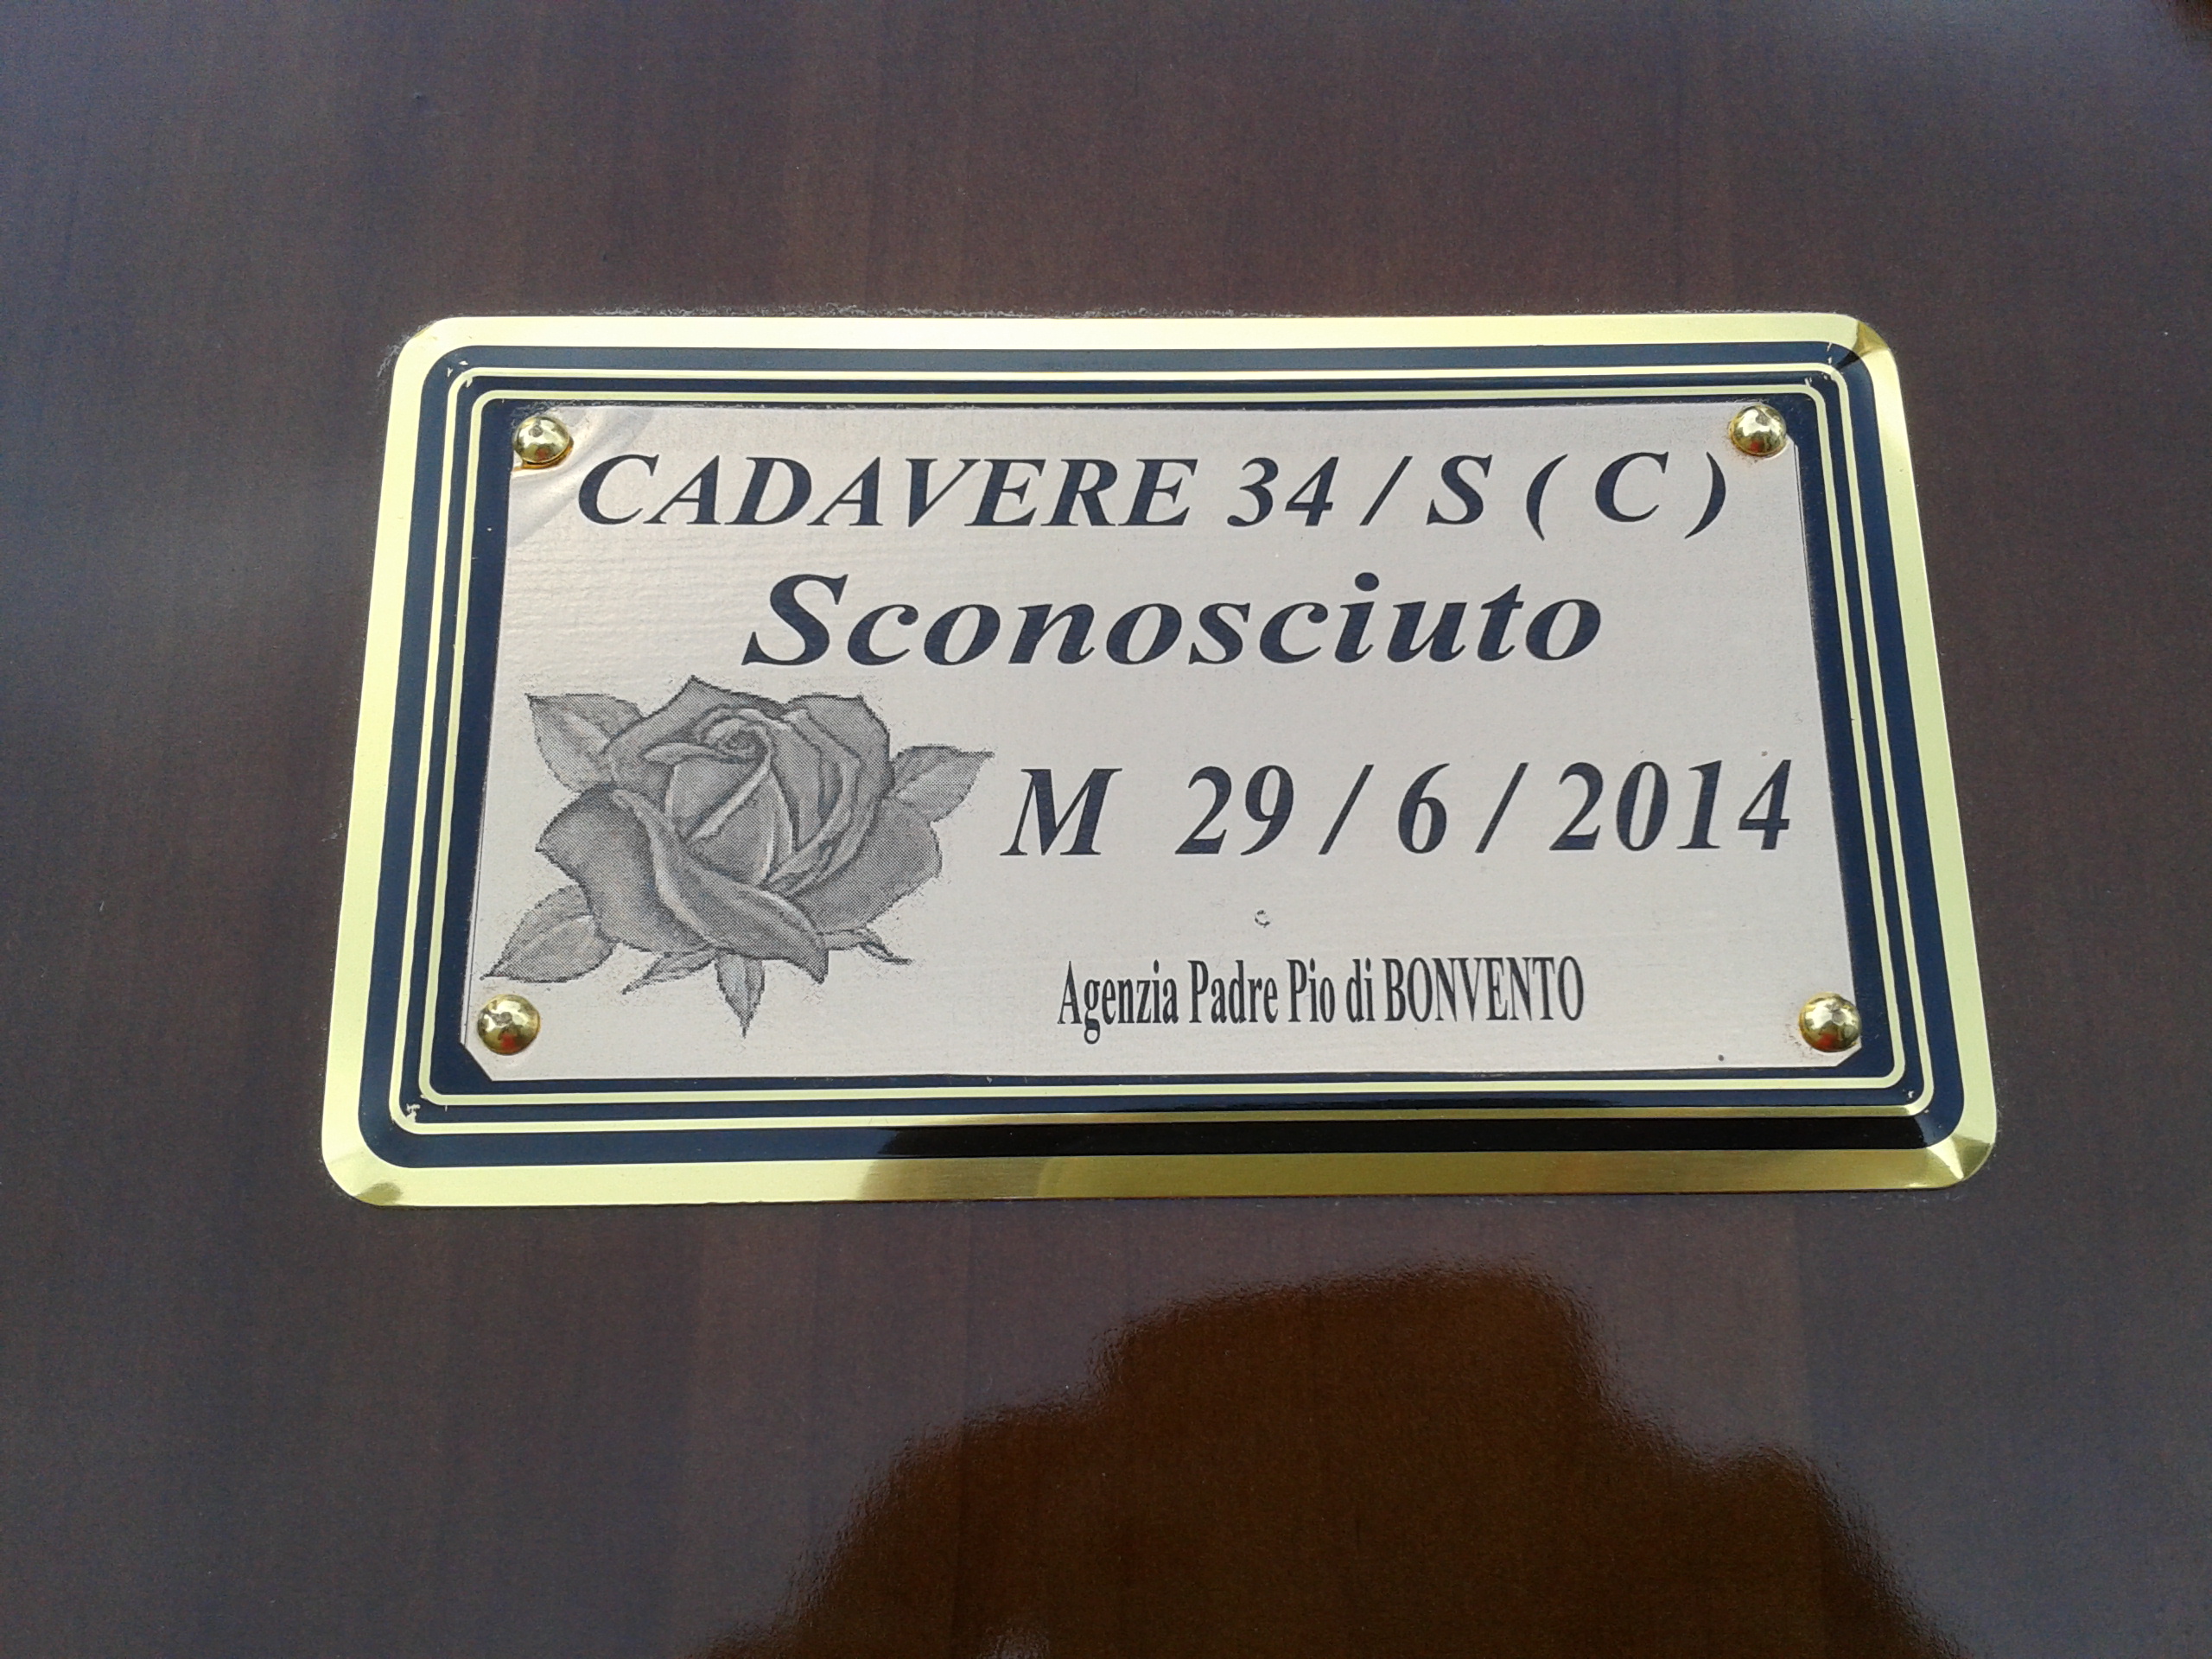 CADAVERE 34 / S ( C )
Sconosciuto
M 29 / 6 / 2014
Agenzia Padre Pio di BONVENTO